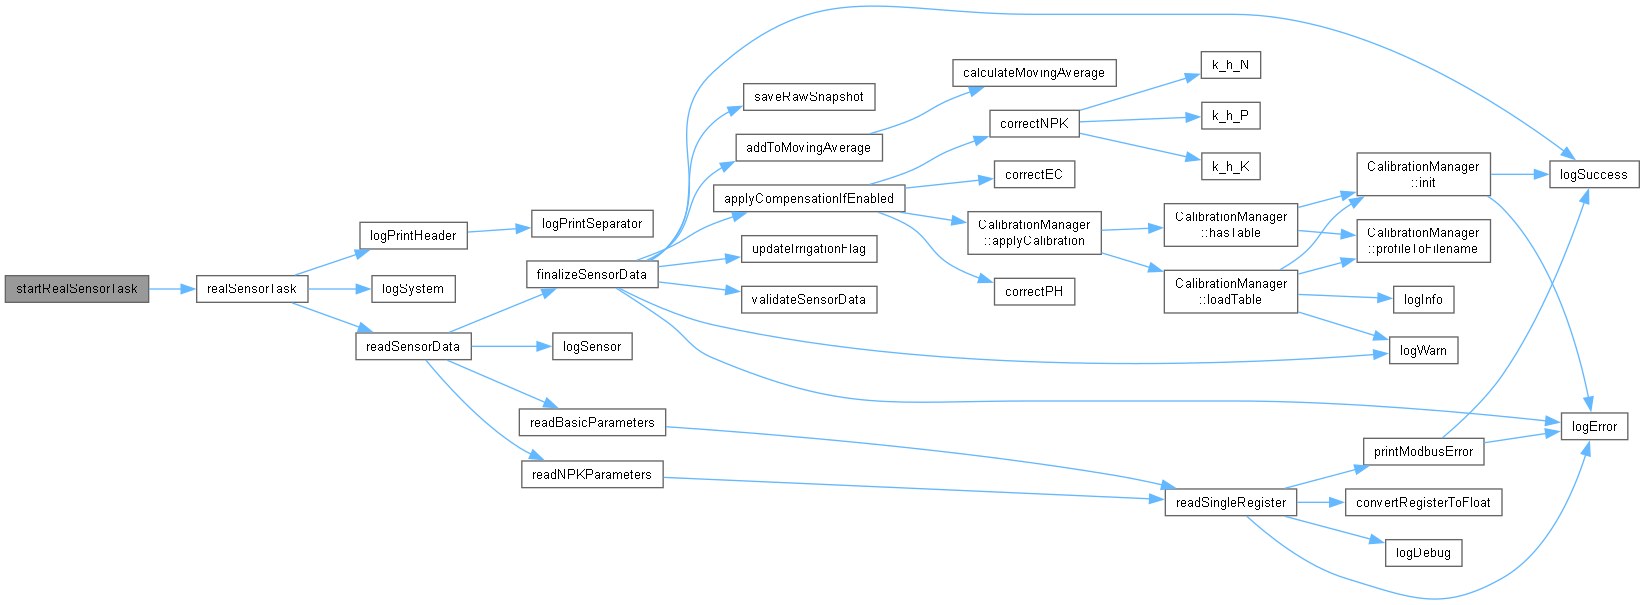 startRealSensorTask
realSensorTask
logPrintHeader
logPrintSeparator
logSystem
readSensorData
finalizeSensorData
logSensor
readBasicParameters
readNPKParameters
saveRawSnapshot
addToMovingAverage
calculateMovingAverage
applyCompensationIfEnabled
updateIrrigationFlag
validateSensorData
correctNPK
k_h_N
k_h_P
k_h_K
correctEC
CalibrationManager
::applyCalibration
correctPH
CalibrationManager
::hasTable
CalibrationManager
::loadTable
CalibrationManager
::init
CalibrationManager
::profileToFilename
logInfo
logWarn
logSuccess
logError
printModbusError
readSingleRegister
convertRegisterToFloat
logDebug